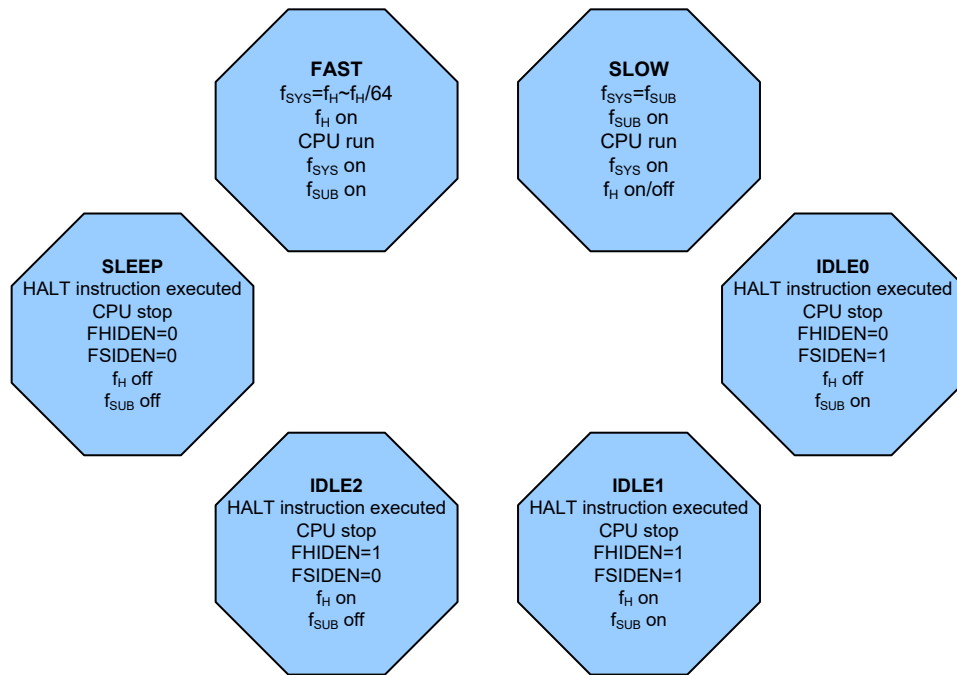 FAST
fSYS=fH~fH/64
fH on
CPU run
fSYS on
fSUB on
SLOW
fSYS=fSUB
fSUB on
CPU run
fSYS on
fH on/off
SLEEP
HALT instruction executed
CPU stop
FHIDEN=0
FSIDEN=0
fH off
fSUB off
IDLE0
HALT instruction executed
CPU stop
FHIDEN=0
FSIDEN=1
fH off
fSUB on
IDLE2
HALT instruction executed
CPU stop
FHIDEN=1
FSIDEN=0
fH on
fSUB off
IDLE1
HALT instruction executed
CPU stop
FHIDEN=1
FSIDEN=1
fH on
fSUB on